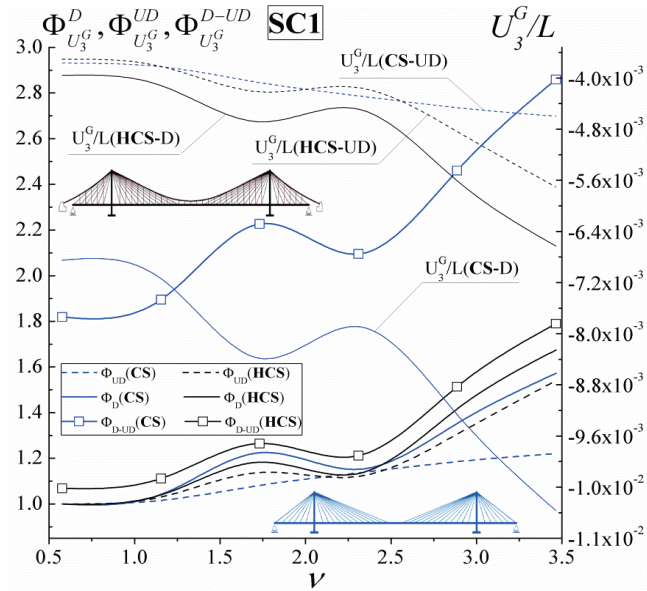 Φ^D_{U_3^G}, Φ^{UD}_{U_3^G}, Φ^{D-UD}_{U_3^G} SC1 U_3^G/L
3.0
2.8
2.6
2.4
2.2
2.0
1.8
1.6
1.4
1.2
1.0
U_3^G/L(CS-UD)
U_3^G/L(HCS-D)
U_3^G/L(HCS-UD)
U_3^G/L(CS-D)
Φ_UD(CS) Φ_UD(HCS)
Φ_D(CS) Φ_D(HCS)
Φ_D-UD(CS) Φ_D-UD(HCS)
-4.0x10^-3
-4.8x10^-3
-5.6x10^-3
-6.4x10^-3
-7.2x10^-3
-8.0x10^-3
-8.8x10^-3
-9.6x10^-3
-1.0x10^-2
-1.1x10^-2
0.5 1.0 1.5 2.0 2.5 3.0 3.5
ν